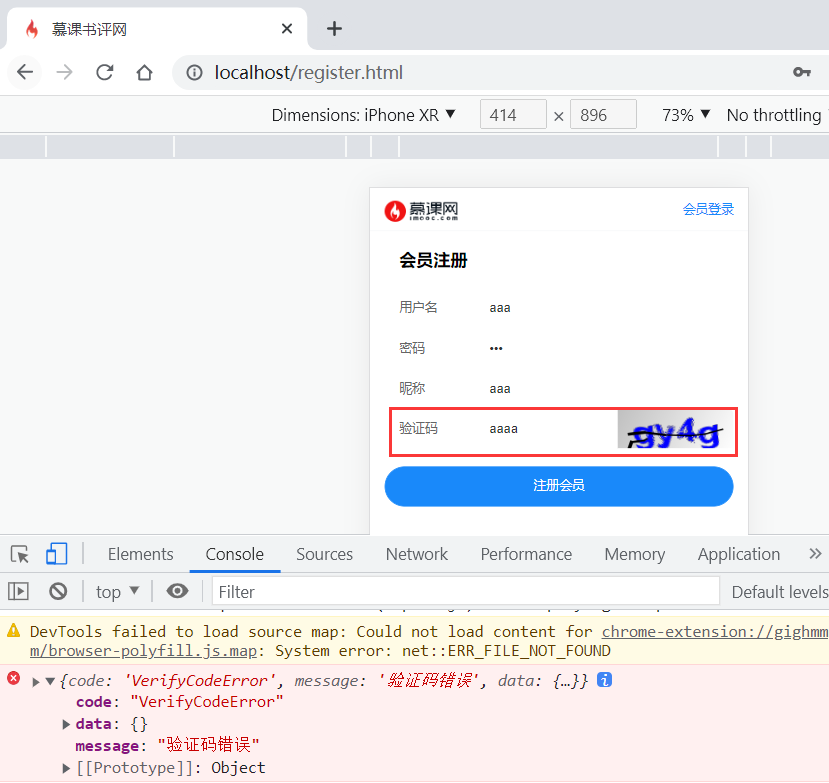 慕课书评网
localhost/register.html
Dimensions: iPhone XR ▼ 414 × 896 73% ▼ No throttling
慕课网 imooc.com 会员登录
会员注册
用户名 aaa
密码 •••
昵称 aaa
验证码 aaaa gy4g
注册会员
Elements Console Sources Network Performance Memory Application »
top ▼ Filter Default levels
DevTools failed to load source map: Could not load content for chrome-extension://gighmm
m/browser-polyfill.js.map: System error: net::ERR_FILE_NOT_FOUND
▶ ▼ {code: 'VerifyCodeError', message: '验证码错误', data: {…}} i
code: "VerifyCodeError"
▶ data: {}
message: "验证码错误"
▶ [[Prototype]]: Object